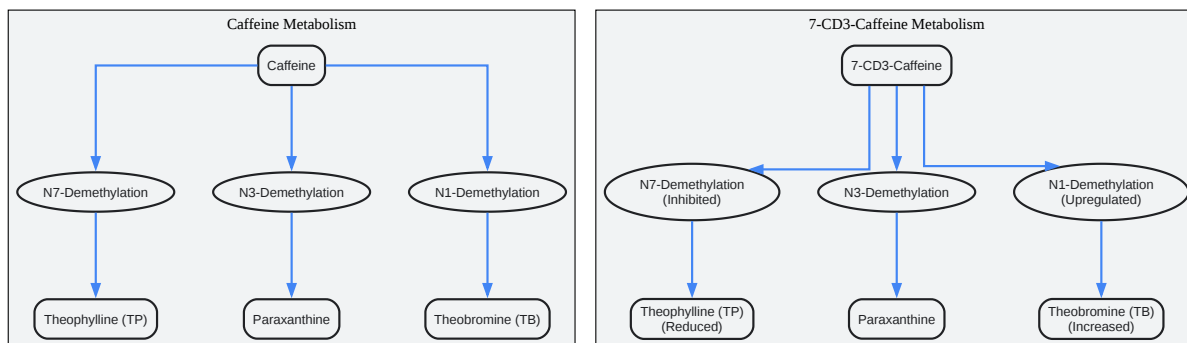 Caffeine Metabolism
Caffeine
N7-Demethylation
N3-Demethylation
N1-Demethylation
Theophylline (TP)
Paraxanthine
Theobromine (TB)
7-CD3-Caffeine Metabolism
7-CD3-Caffeine
N7-Demethylation
(Inhibited)
N3-Demethylation
N1-Demethylation
(Upregulated)
Theophylline (TP)
(Reduced)
Paraxanthine
Theobromine (TB)
(Increased)